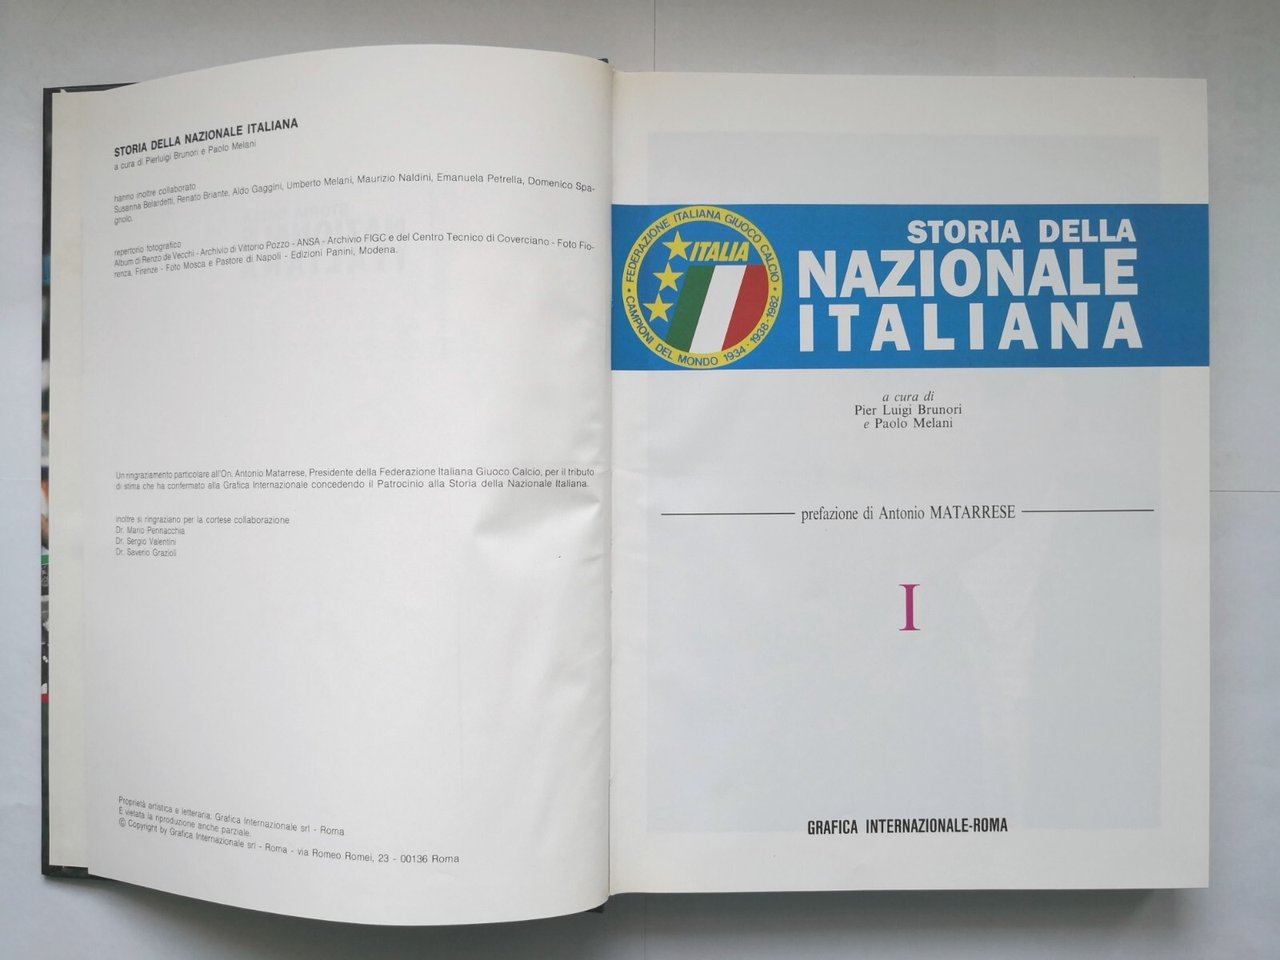 STORIA DELLA NAZIONALE ITALIANA
a cura di Pierluigi Brunori e Paolo Melani
hanno inoltre collaborato
Susanna Belardetti, Renato Briante, Aldo Gaggini, Umberto Melani, Maurizio Naldini, Emanuela Petrella, Domenico Spa-
gnolo.
repertorio fotografico
Album di Renzo de Vecchi - Archivio di Vittorio Pozzo - ANSA - Archivio FIGC e del Centro Tecnico di Coverciano - Foto Fio-
renza, Firenze - Foto Mosca e Pastore di Napoli - Edizioni Panini, Modena.
Un ringraziamento particolare all'On. Antonio Matarrese, Presidente della Federazione Italiana Giuoco Calcio, per il tributo
di stima che ha confermato alla Grafica Internazionale concedendo il Patrocinio alla Storia della Nazionale Italiana.
inoltre si ringraziano per la cortese collaborazione
Dr. Mario Pennacchia
Dr. Sergio Valentini
Dr. Saverio Grazioli
Proprietà artistica e letteraria: Grafica Internazionale srl - Roma
È vietata la riproduzione anche parziale.
© Copyright by Grafica Internazionale srl - Roma - via Romeo Romei, 23 - 00136 Roma
FEDERAZIONE ITALIANA GIUOCO CALCIO
ITALIA
CAMPIONI DEL MONDO 1934 - 1938 - 1982
STORIA DELLA
NAZIONALE
ITALIANA
a cura di
Pier Luigi Brunori
e Paolo Melani
prefazione di Antonio MATARRESE
I
GRAFICA INTERNAZIONALE-ROMA